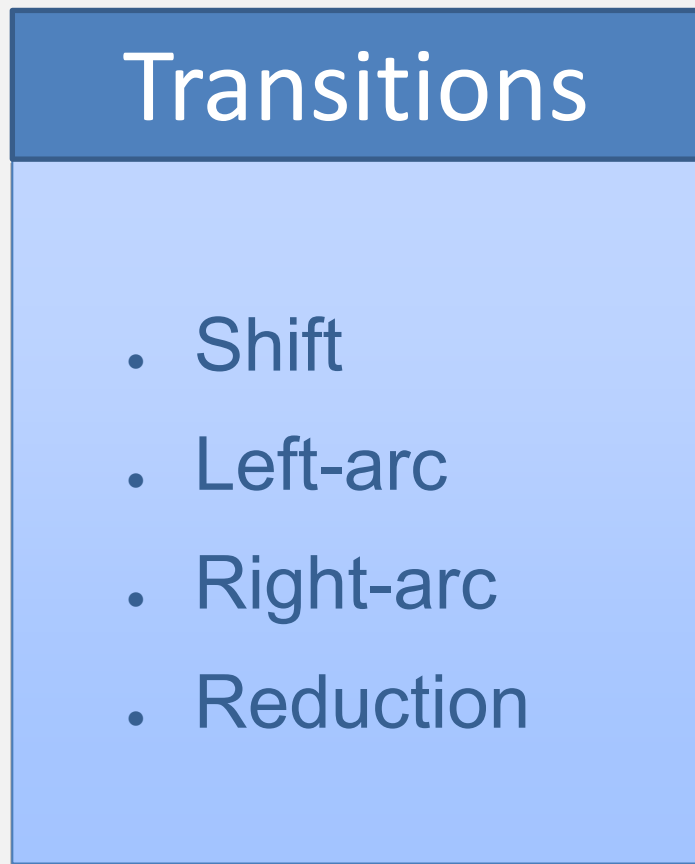 Transitions
. Shift
. Left-arc
. Right-arc
. Reduction